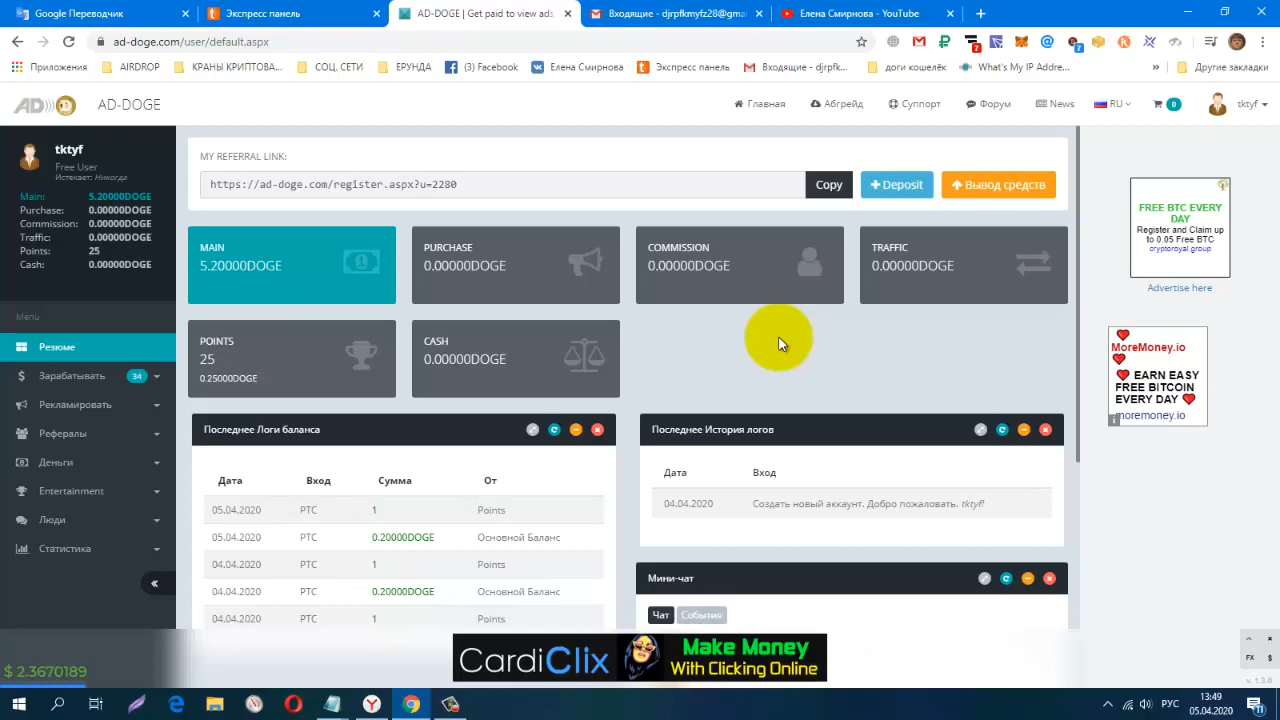 Google Переводчик
Экспресс панель
AD-DOGE | Get paid to view ads
Входящие - djrpfkmyfz28@gma
Елена Смирнова - YouTube
ad-doge.com/user/default.aspx
7
7
Приложения
AIRDROP
КРАНЫ КРИПТОВА...
СОЦ. СЕТИ
ЕРУНДА
(3) Facebook
Елена Смирнова
Экспресс панель
Входящие - djrpfk...
доги кошелёк
What's My IP Addre...
»
Другие закладки
AD
AD-DOGE
Главная
Абгрейд
Суппорт
Форум
News
RU
0
tktyf
tktyf
Free User
Истекает: Никогда
Main: 5.20000DOGE
Purchase: 0.00000DOGE
Commission: 0.00000DOGE
Traffic: 0.00000DOGE
Points: 25
Cash: 0.00000DOGE
Menu
Резюме
Зарабатывать 34
Рекламировать
Рефералы
Деньги
Entertainment
Люди
Статистика
«
$ 2.3670189
MY REFERRAL LINK:
https://ad-doge.com/register.aspx?u=2280
Copy
Deposit
Вывод средств
MAIN
5.20000DOGE
PURCHASE
0.00000DOGE
COMMISSION
0.00000DOGE
TRAFFIC
0.00000DOGE
POINTS
25
0.25000DOGE
CASH
0.00000DOGE
Последнее Логи баланса
Дата Вход Сумма От
05.04.2020 PTC 1 Points
05.04.2020 PTC 0.20000DOGE Основной Баланс
04.04.2020 PTC 1 Points
04.04.2020 PTC 0.20000DOGE Основной Баланс
04.04.2020 PTC 1 Points
Последнее История логов
Дата Вход
04.04.2020 Создать новый аккаунт. Добро пожаловать. tktyf!
Мини-чат
Чат
События
FREE BTC EVERY
DAY
Register and Claim up
to 0.05 Free BTC
cryptoroyal.group
Advertise here
MoreMoney.io
EARN EASY
FREE BITCOIN
EVERY DAY
moremoney.io
CardiClix
Make Money
With Clicking Online
FX $
v. 1.3.0
РУС
13:49
05.04.2020